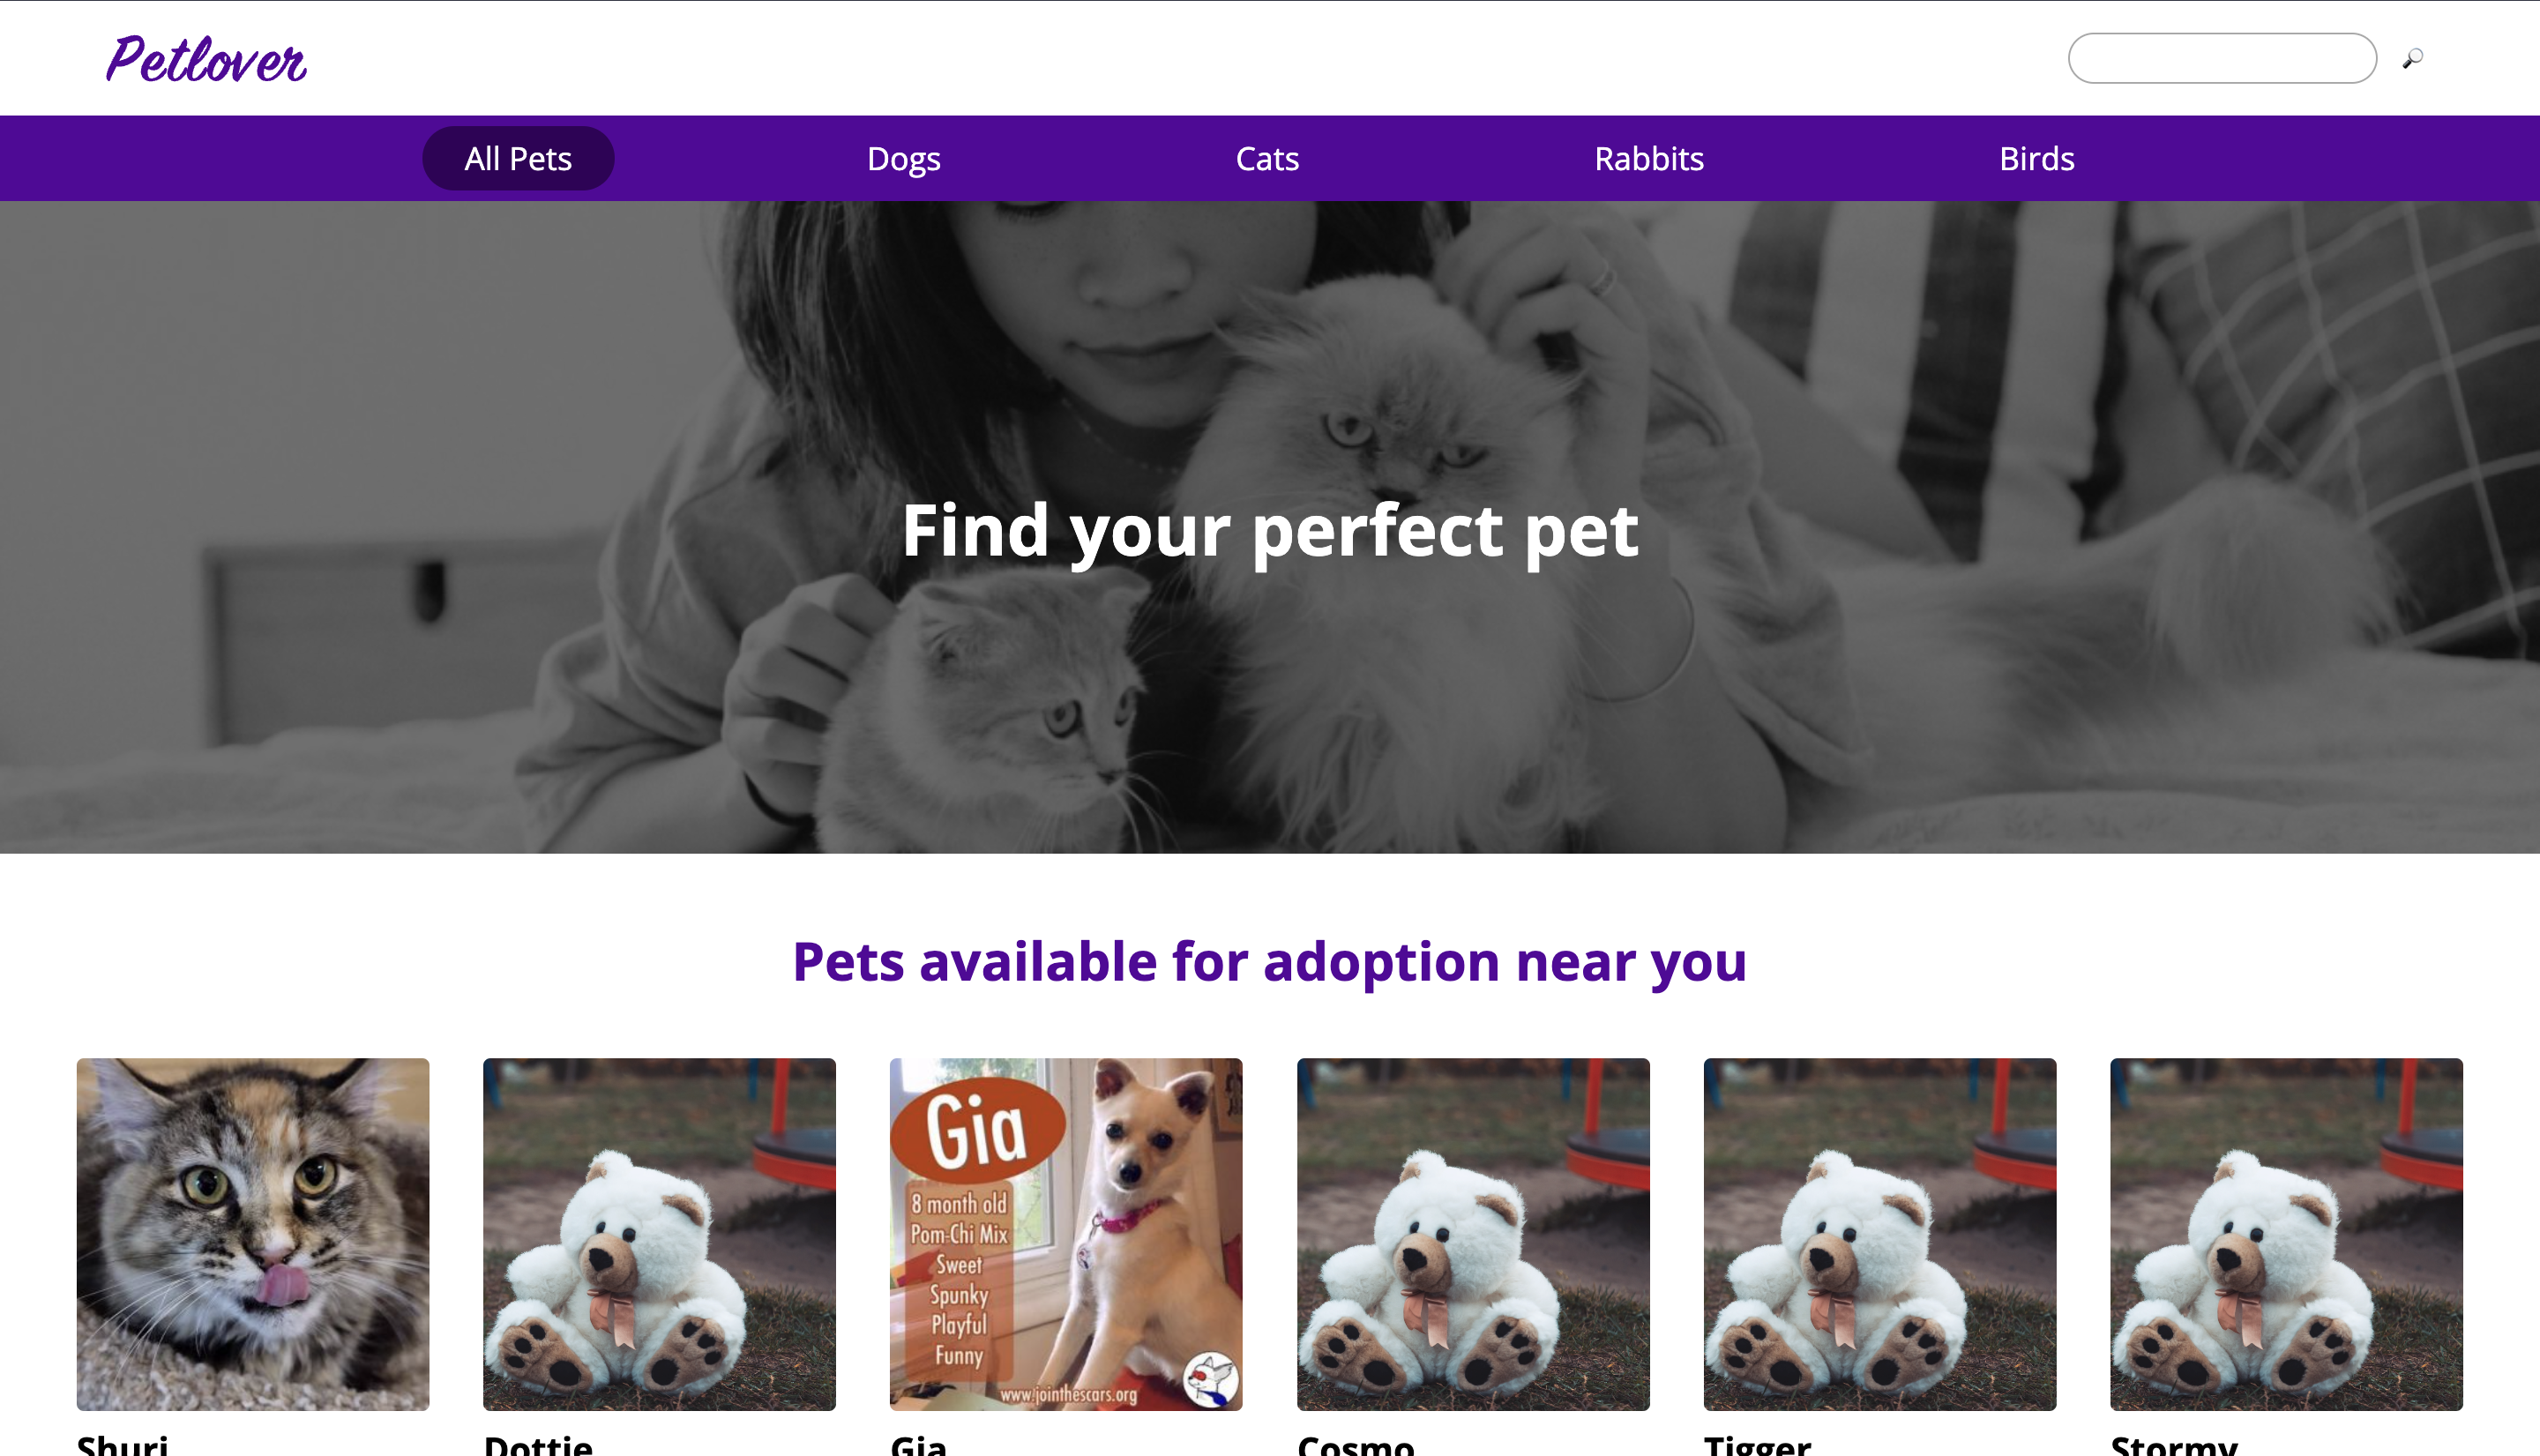 Petlover
All Pets
Dogs
Cats
Rabbits
Birds
Find your perfect pet
Pets available for adoption near you
Gia
8 month old
Pom-Chi Mix
Sweet
Spunky
Playful
Funny
www.jointhescars.org
Shuri
Dottie
Gia
Cosmo
Tigger
Stormy